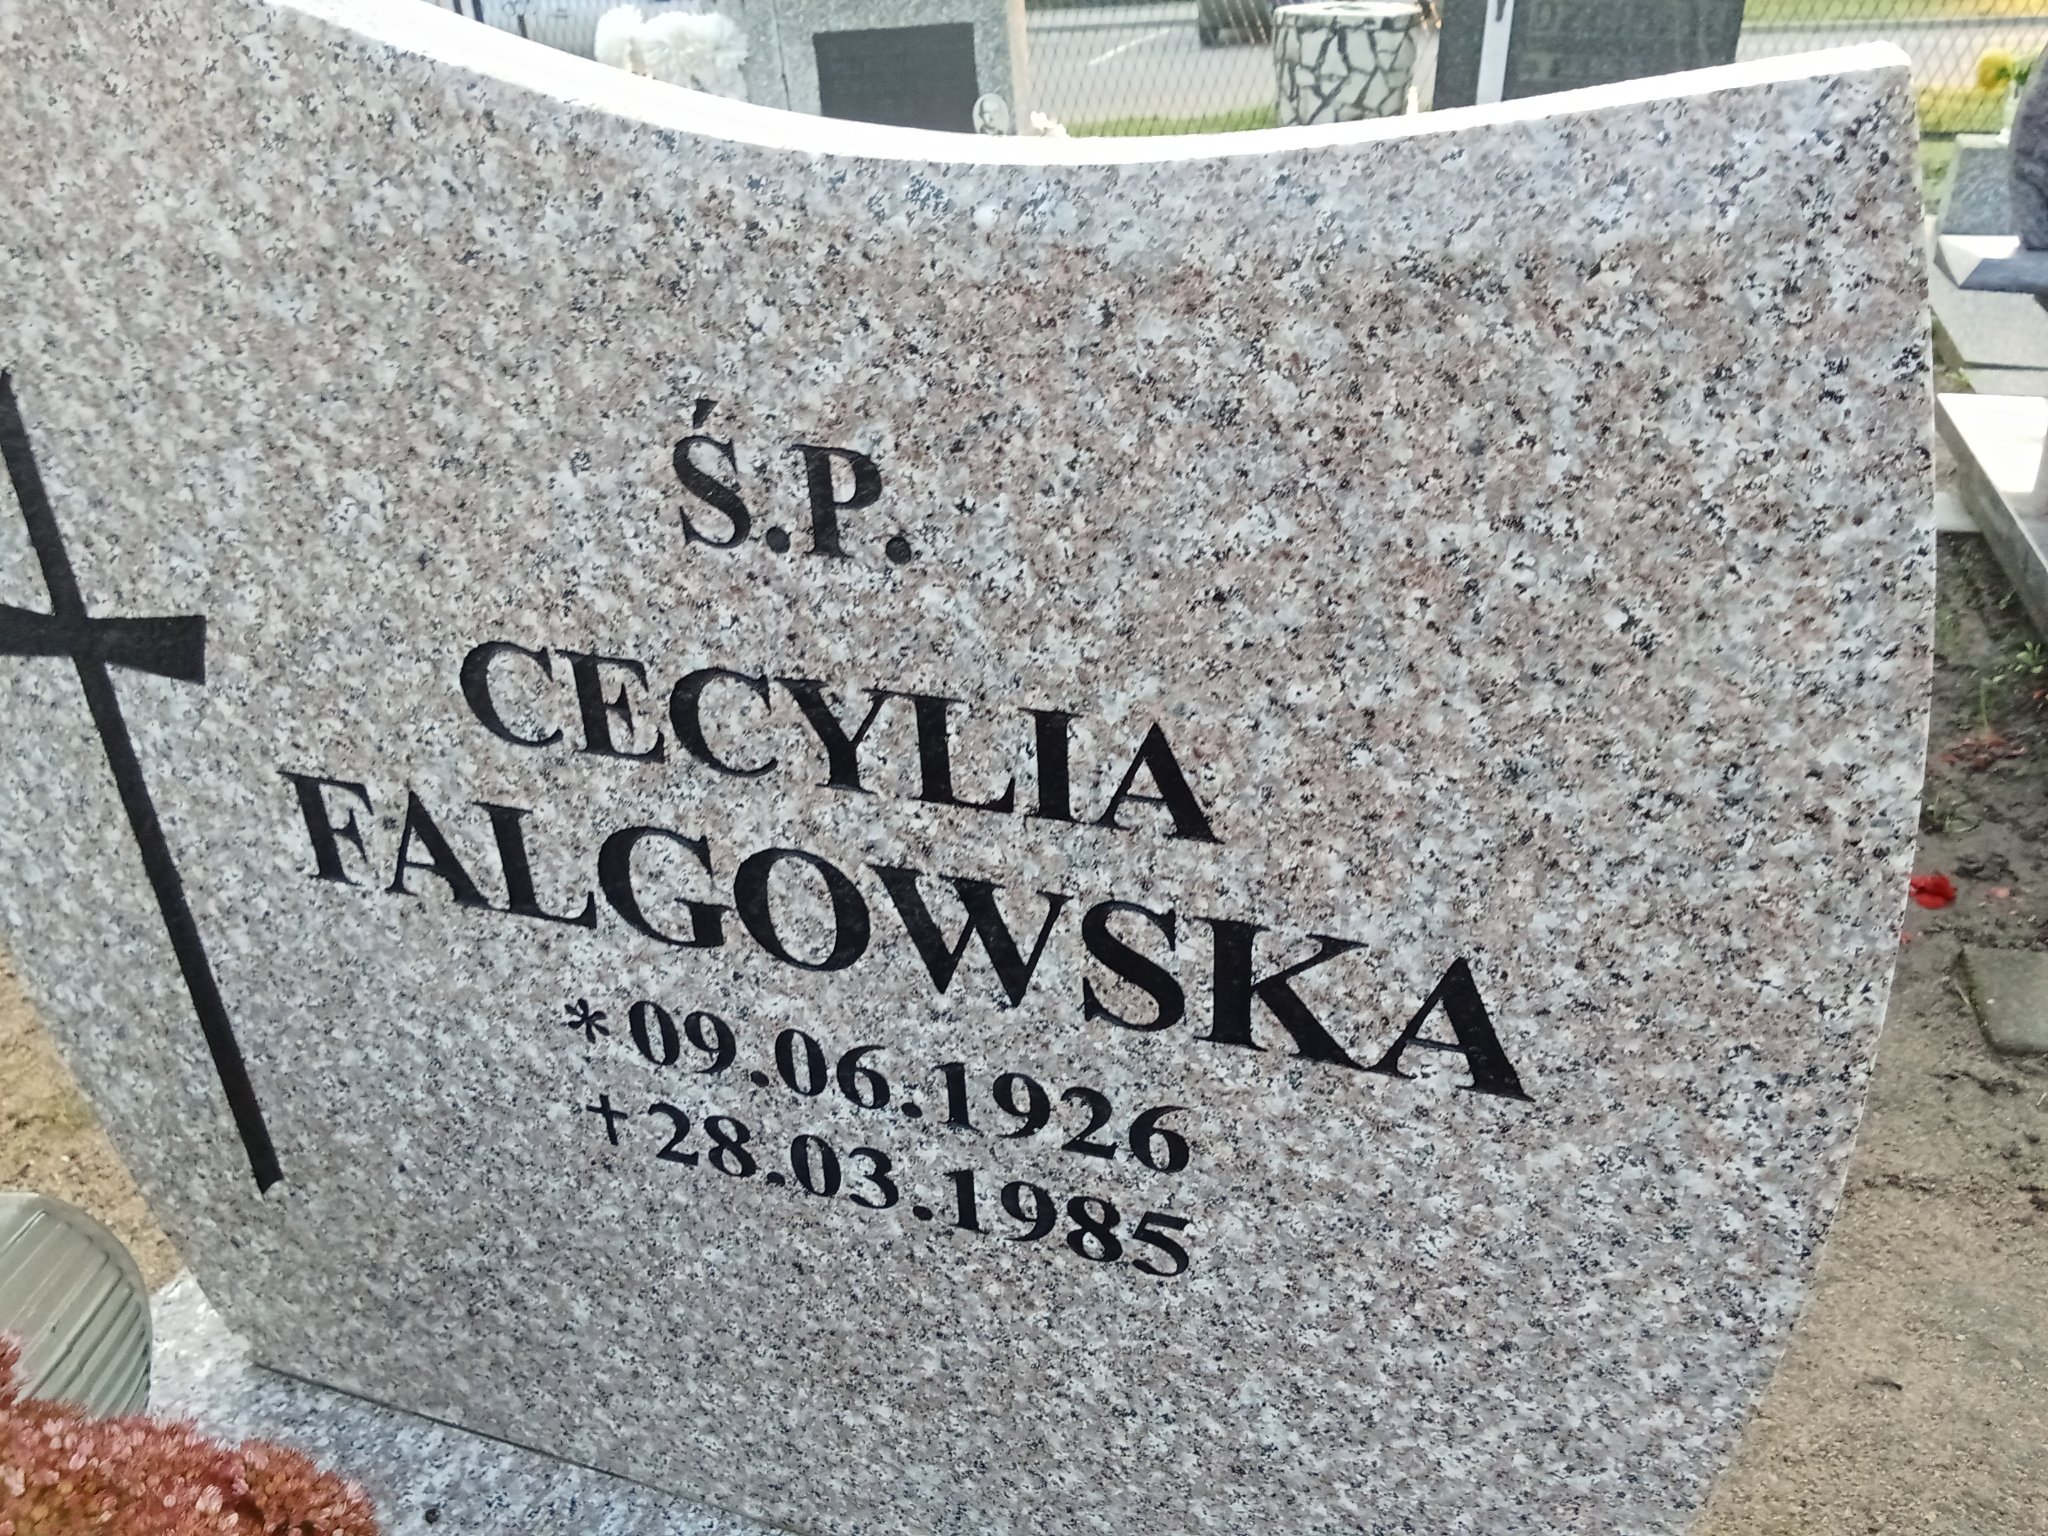 Ś.P.
CECYLIA
FALGOWSKA
* 09.06.1926
+ 28.03.1985